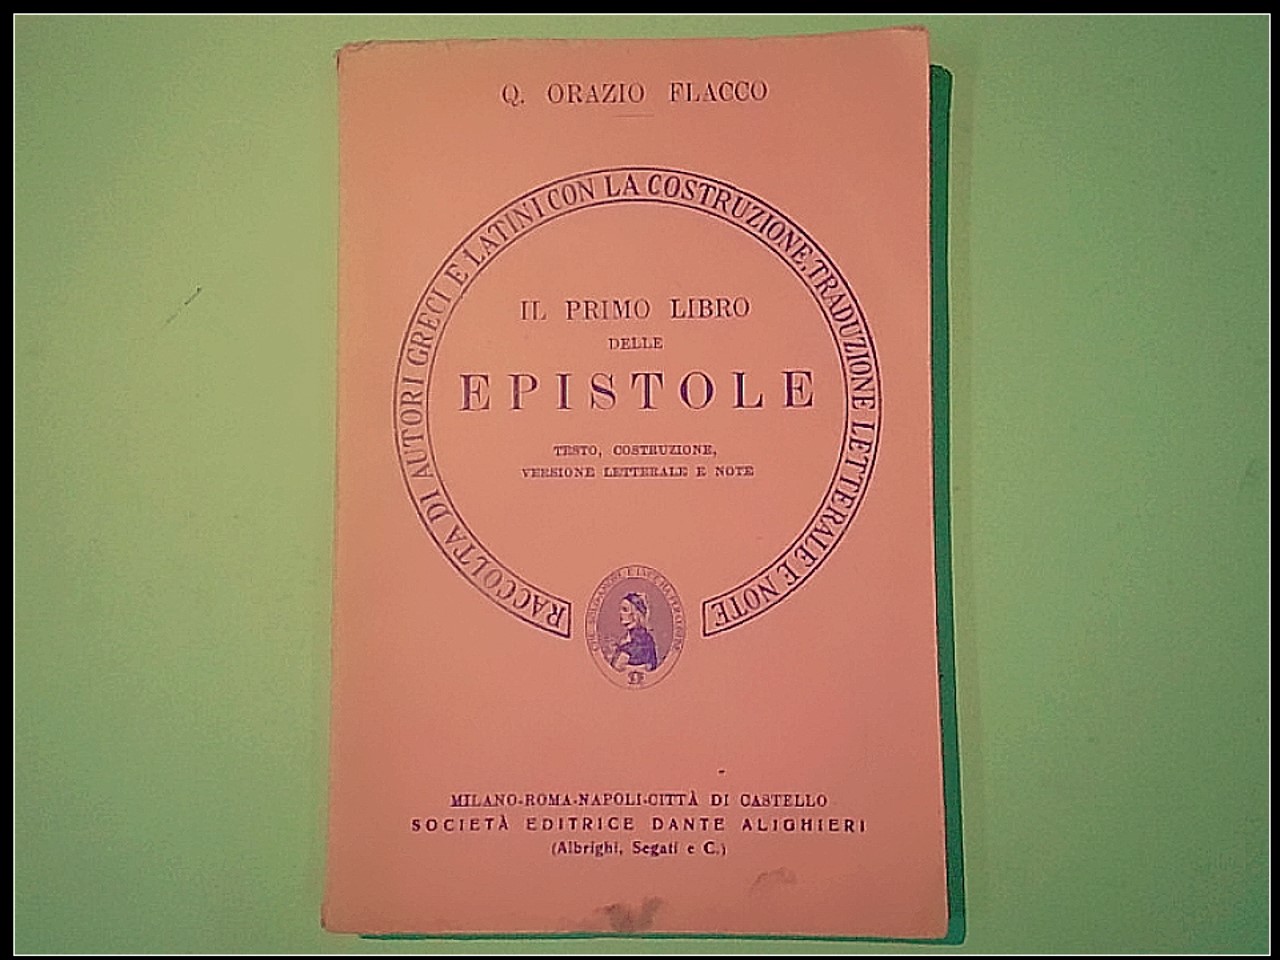 Q. ORAZIO FLACCO
RACCOLTA DI AUTORI GRECI E LATINI CON LA COSTRUZIONE, TRADUZIONE LETTERALE E NOTE
IL PRIMO LIBRO
DELLE
EPISTOLE
TESTO, COSTRUZIONE,
VERSIONE LETTERALE E NOTE
MILANO-ROMA-NAPOLI-CITTÀ DI CASTELLO
SOCIETÀ EDITRICE DANTE ALIGHIERI
(Albrighi, Segati e C.)